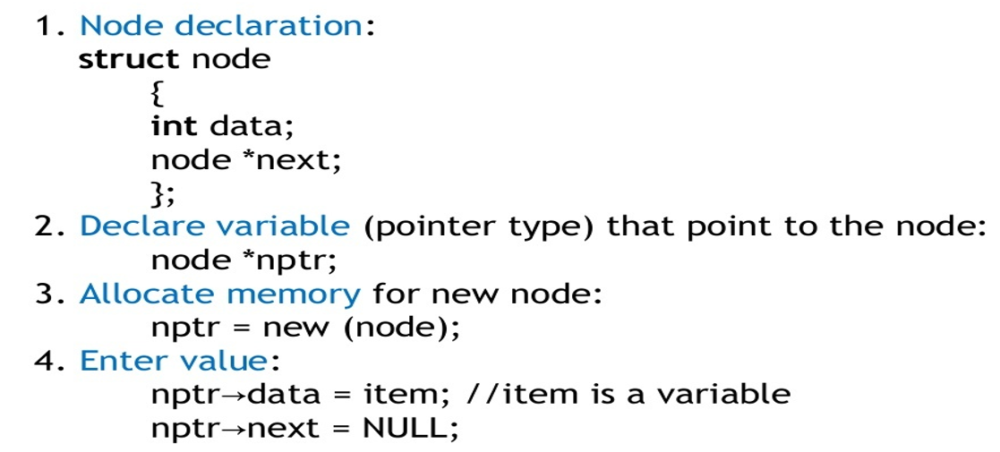 1. Node declaration:
struct node
{
int data;
node *next;
};
2. Declare variable (pointer type) that point to the node:
node *nptr;
3. Allocate memory for new node:
nptr = new (node);
4. Enter value:
nptr→data = item; //item is a variable
nptr→next = NULL;